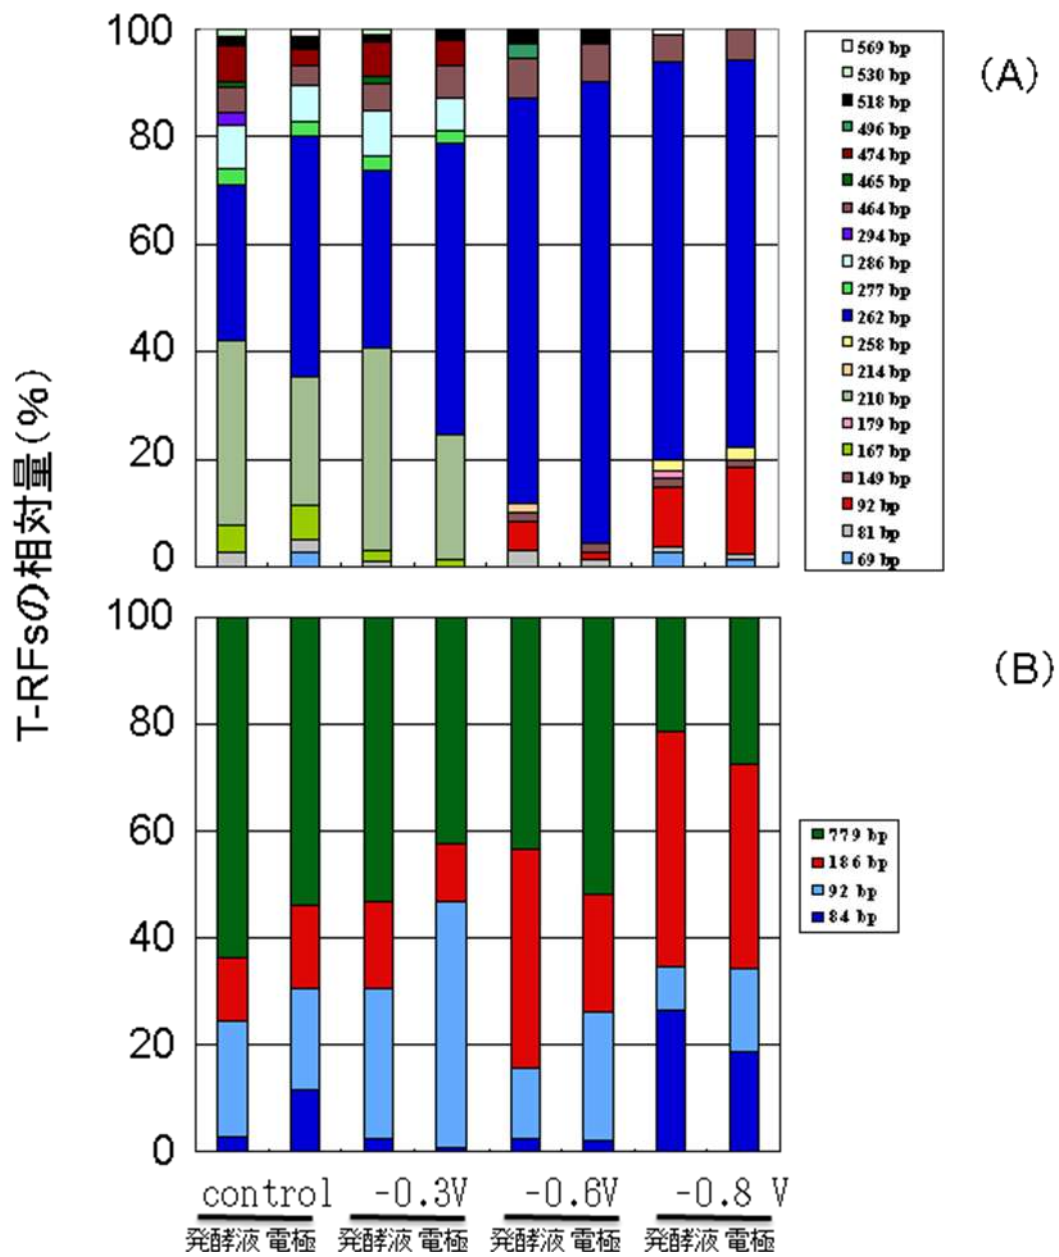 T-RFsの相対量(%)
100
80
60
40
20
0
569 bp
530 bp
518 bp
496 bp
474 bp
465 bp
464 bp
294 bp
286 bp
277 bp
262 bp
258 bp
214 bp
210 bp
179 bp
167 bp
149 bp
92 bp
81 bp
69 bp
(A)
100
80
60
40
20
0
779 bp
186 bp
92 bp
84 bp
(B)
control -0.3V -0.6V -0.8 V
発酵液 電極 発酵液 電極 発酵液 電極 発酵液 電極